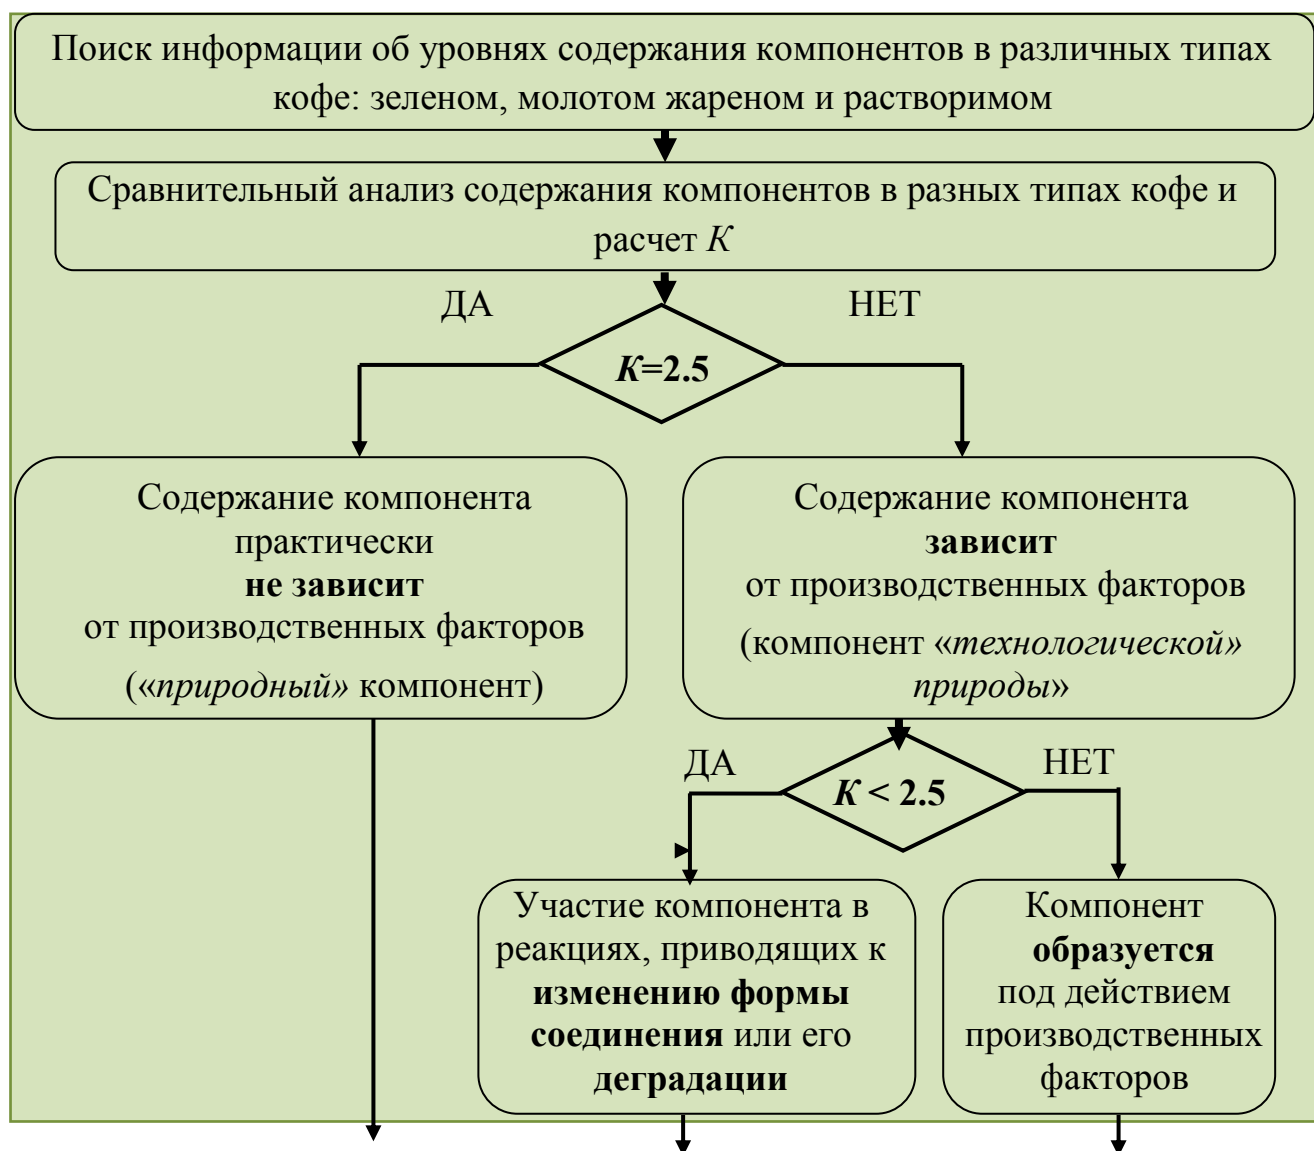 Поиск информации об уровнях содержания компонентов в различных типах
кофе: зеленом, молотом жареном и растворимом
Сравнительный анализ содержания компонентов в разных типах кофе и
расчет К
ДА
НЕТ
К=2.5
Содержание компонента
практически
не зависит
от производственных факторов
(«природный» компонент)
Содержание компонента
зависит
от производственных факторов
(компонент «технологической»
природы»
ДА
НЕТ
К < 2.5
Участие компонента в
реакциях, приводящих к
изменению формы
соединения или его
деградации
Компонент
образуется
под действием
производственных
факторов